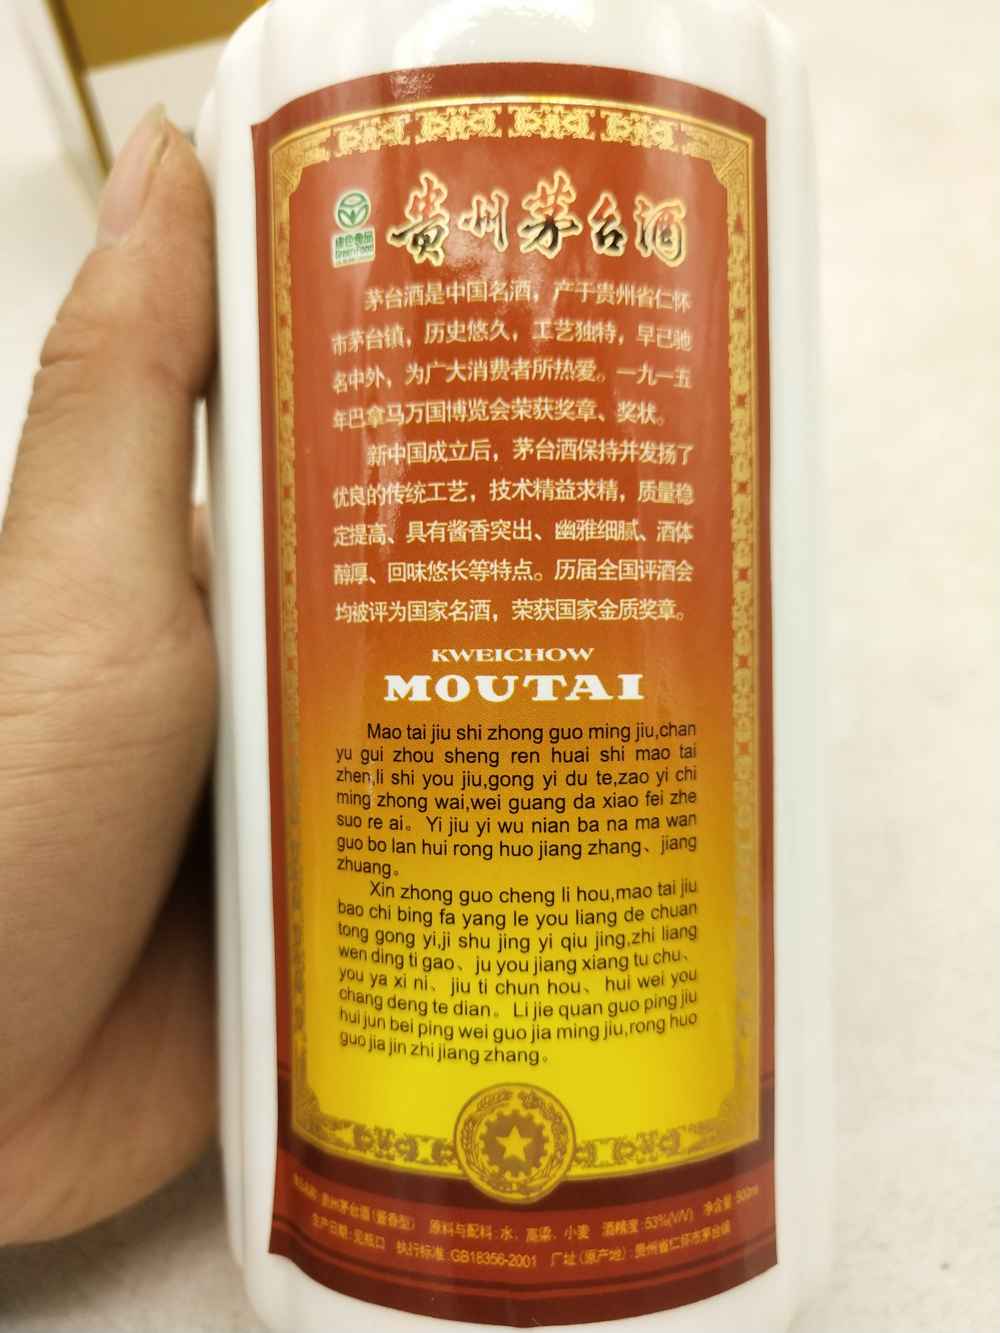 绿色食品
GreenFood
贵州茅台酒
茅台酒是中国名酒，产于贵州省仁怀
市茅台镇，历史悠久，工艺独特，早已驰
名中外，为广大消费者所热爱。一九一五
年巴拿马万国博览会荣获奖章、奖状。
新中国成立后，茅台酒保持并发扬了
优良的传统工艺，技术精益求精，质量稳
定提高、具有酱香突出、幽雅细腻、酒体
醇厚、回味悠长等特点。历届全国评酒会
均被评为国家名酒，荣获国家金质奖章。
KWEICHOW
MOUTAI
Mao tai jiu shi zhong guo ming jiu,chan
yu gui zhou sheng ren huai shi mao tai
zhen,li shi you jiu,gong yi du te,zao yi chi
ming zhong wai,wei guang da xiao fei zhe
suo re ai。Yi jiu yi wu nian ba na ma wan
guo bo lan hui rong huo jiang zhang、jiang
zhuang。
Xin zhong guo cheng li hou,mao tai jiu
bao chi bing fa yang le you liang de chuan
tong gong yi,ji shu jing yi qiu jing,zhi liang
wen ding ti gao、ju you jiang xiang tu chu、
you ya xi ni、jiu ti chun hou、hui wei you
chang deng te dian。Li jie quan guo ping jiu
hui jun bei ping wei guo jia ming jiu,rong huo
guo jia jin zhi jiang zhang。
贵州茅台酒(酱香型) 原料与配料:水、高粱、小麦 酒精度:53%(V/V) 净含量:500ml
生产日期:见瓶口 执行标准:GB18356-2001 厂址(原产地):贵州省仁怀市茅台镇